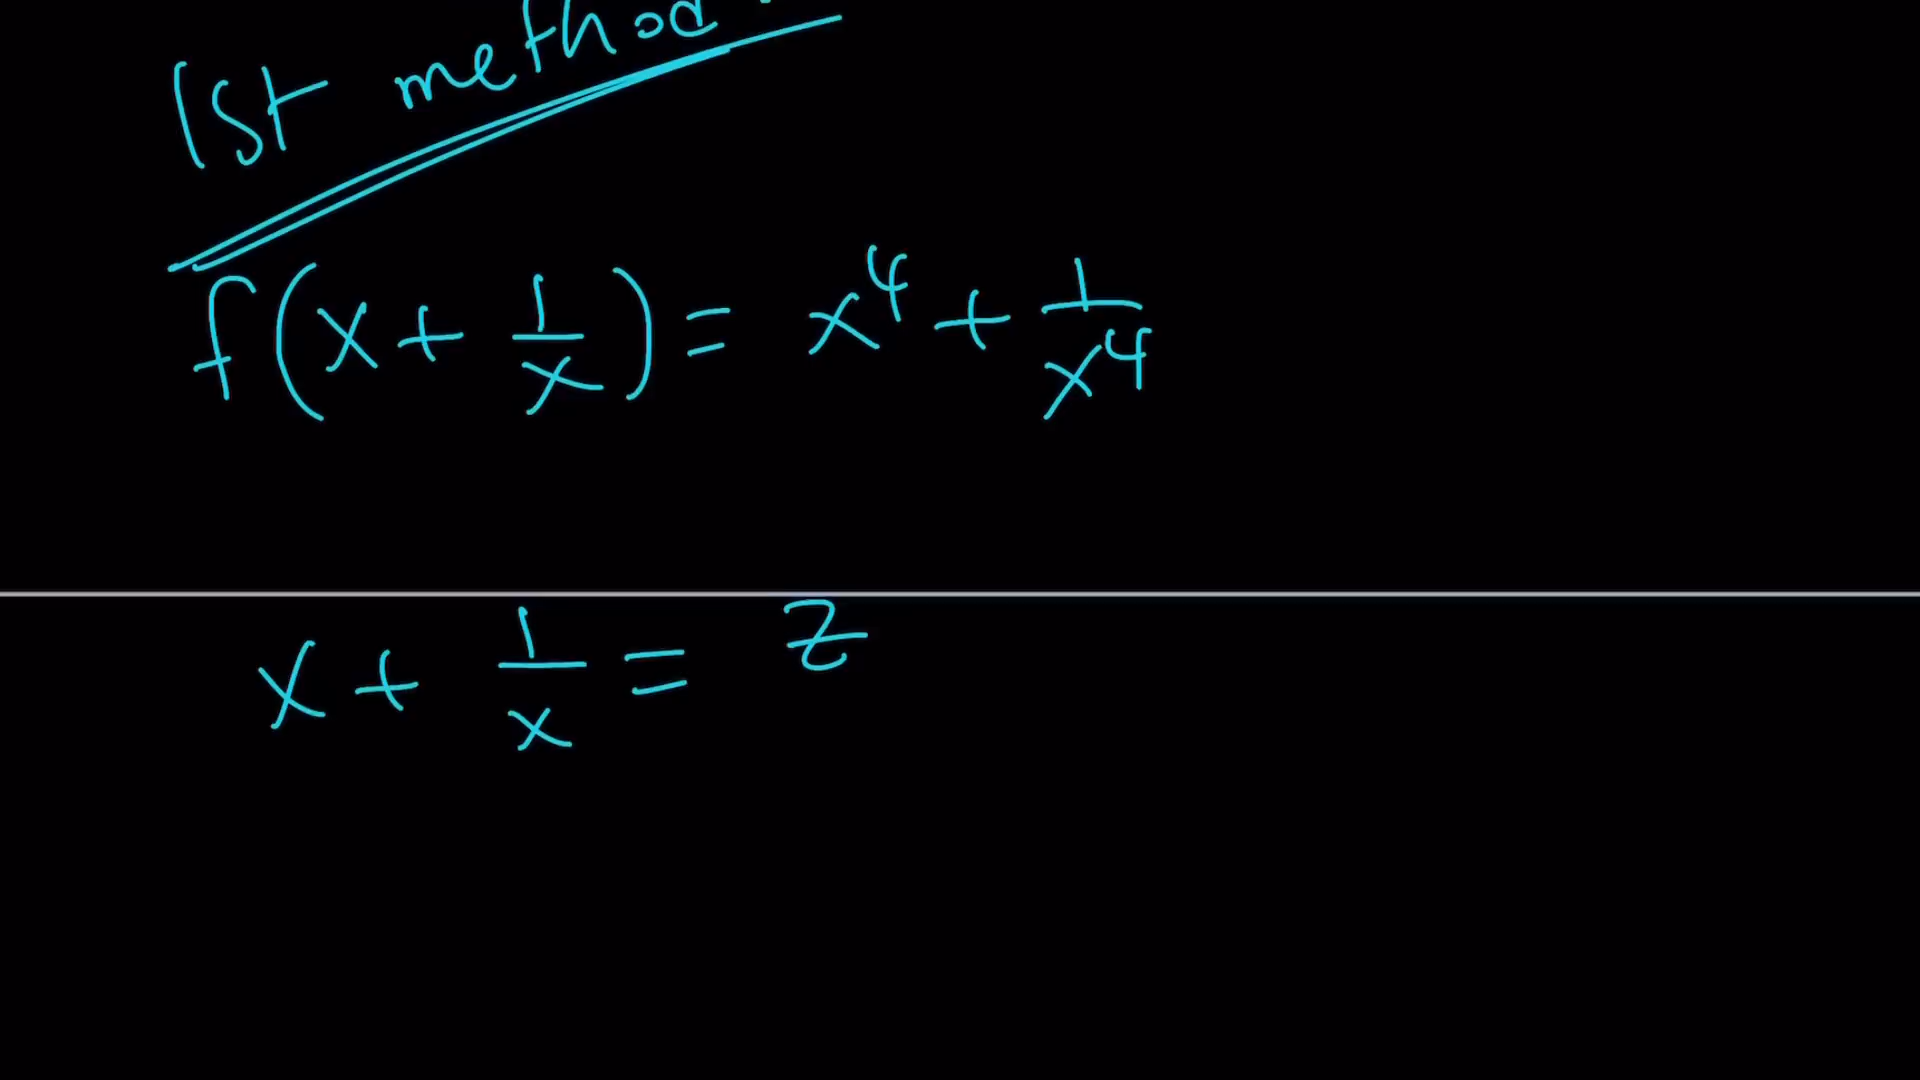 1st method
f(x + 1/x) = x⁴ + 1/x⁴
x + 1/x = z